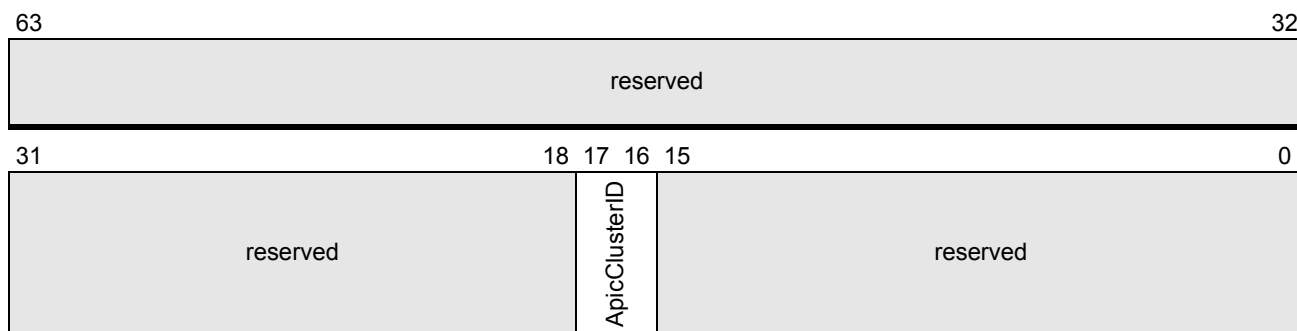 63 32
reserved
31 18 17 16 15 0
reserved ApicClusterID reserved